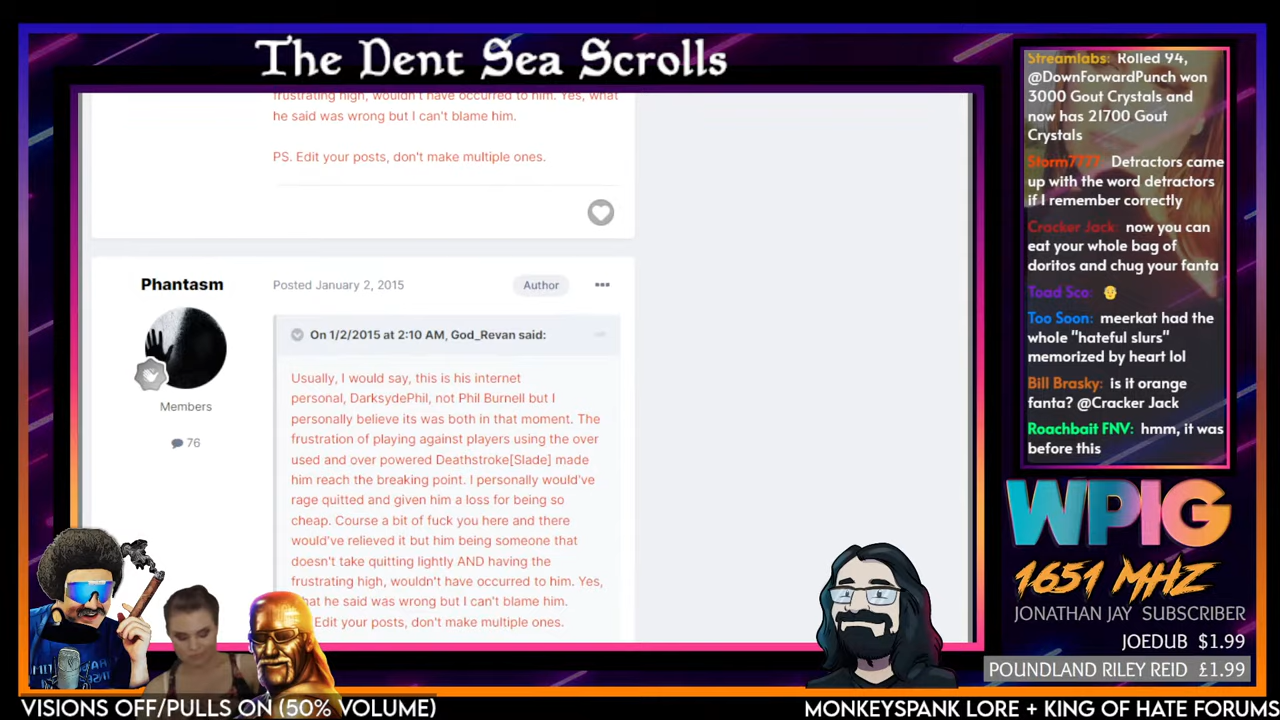 The Dent Sea Scrolls
frustrating high, wouldn't have occurred to him. Yes, what
he said was wrong but I can't blame him.
PS. Edit your posts, don't make multiple ones.
Phantasm
Posted January 2, 2015
Author
Members
76
On 1/2/2015 at 2:10 AM, God_Revan said:
Usually, I would say, this is his internet
personal, DarksydePhil, not Phil Burnell but I
personally believe its was both in that moment. The
frustration of playing against players using the over
used and over powered Deathstroke[Slade] made
him reach the breaking point. I personally would've
rage quitted and given him a loss for being so
cheap. Course a bit of fuck you here and there
would've relieved it but him being someone that
doesn't take quitting lightly AND having the
frustrating high, wouldn't have occurred to him. Yes,
hat he said was wrong but I can't blame him.
Edit your posts, don't make multiple ones.
Streamlabs: Rolled 94,
@DownForwardPunch won
3000 Gout Crystals and
now has 21700 Gout
Crystals
Storm7777: Detractors came
up with the word detractors
if I remember correctly
Cracker Jack: now you can
eat your whole bag of
doritos and chug your fanta
Toad Sco:
Too Soon: meerkat had the
whole "hateful slurs"
memorized by heart lol
Bill Brasky: is it orange
fanta? @Cracker Jack
Roachbait FNV: hmm, it was
before this
WPIG
1651 MHZ
JONATHAN JAY SUBSCRIBER
JOEDUB $1.99
POUNDLAND RILEY REID £1.99
VISIONS OFF/PULLS ON (50% VOLUME)
MONKEYSPANK LORE + KING OF HATE FORUMS